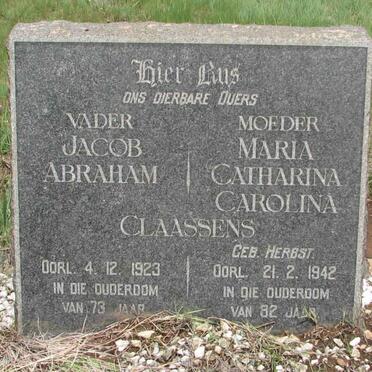 Hier Rus
ONS DIERBARE OUERS
VADER
JACOB
ABRAHAM
MOEDER
MARIA
CATHARINA
CAROLINA
CLAASSENS
GEB. HERBST.
OORL. 4. 12. 1923
IN DIE OUDERDOM
VAN 73 JAAR
OORL. 21. 2. 1942
IN DIE OUDERDOM
VAN 82 JAAR